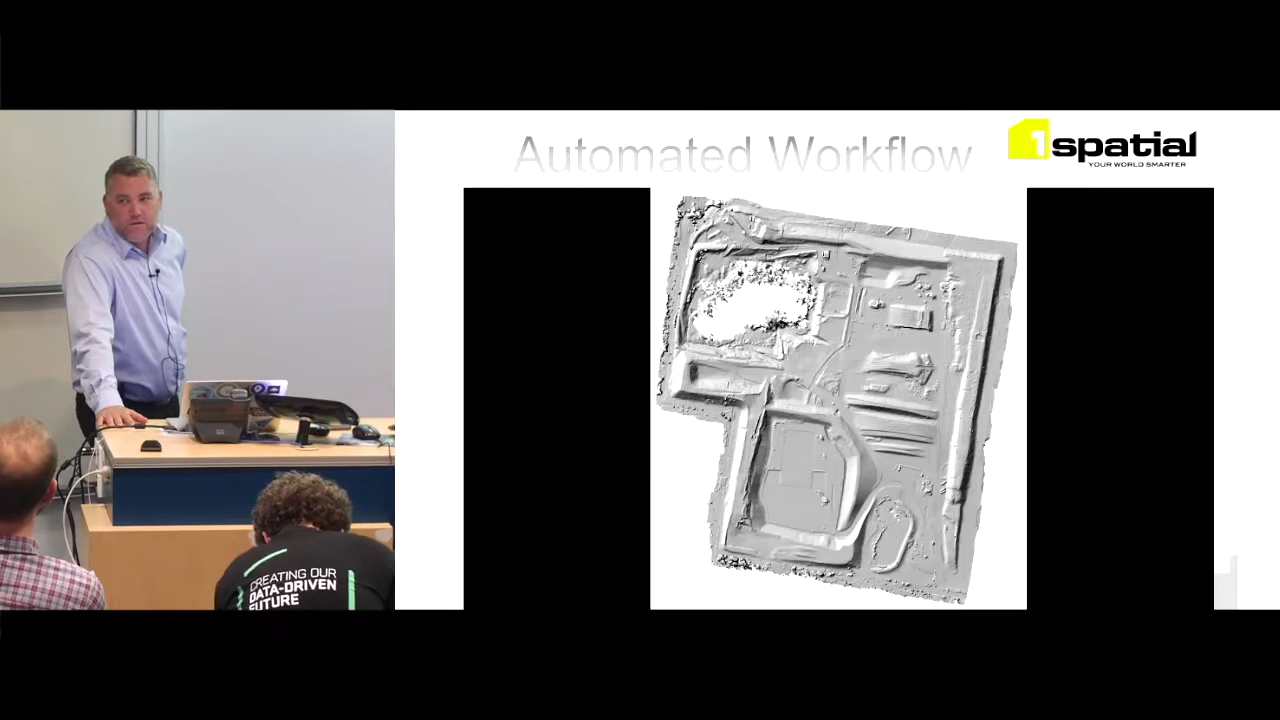 Automated Workflow
1spatial
YOUR WORLD SMARTER
CREATING OUR
DATA-DRIVEN
FUTURE